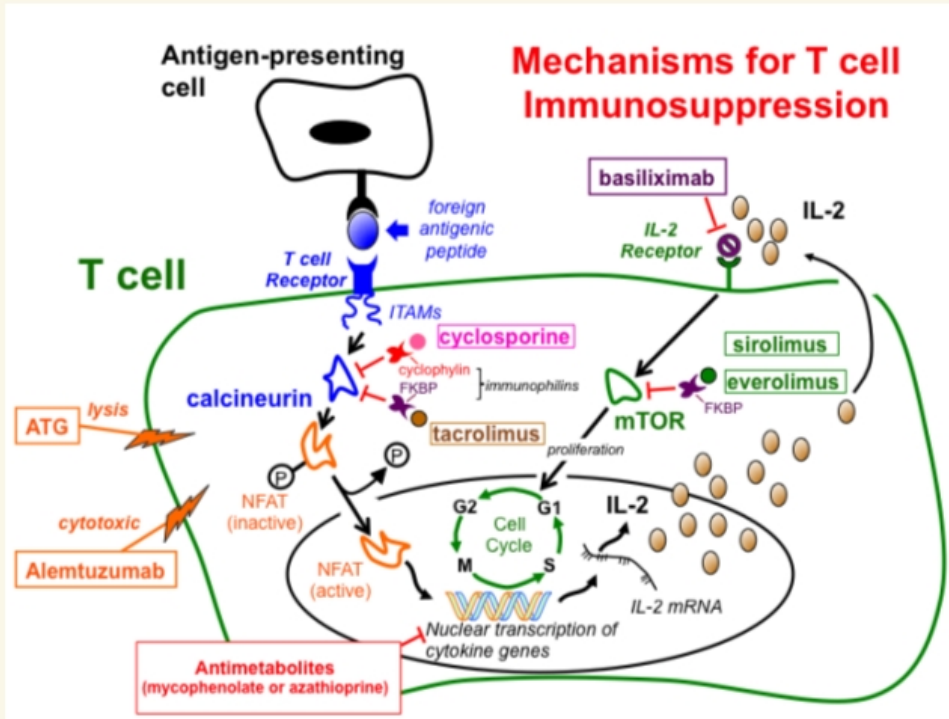 Antigen-presenting
cell
Mechanisms for T cell
Immunosuppression
basiliximab
IL-2
foreign
antigenic
peptide
IL-2
Receptor
T cell
T cell
Receptor
ITAMs
cyclosporine
sirolimus
cyclophylin
FKBP
immunophilins
everolimus
calcineurin
mTOR
FKBP
ATG
lysis
tacrolimus
proliferation
P
P
NFAT
(inactive)
G2
G1
IL-2
Cell
Cycle
cytotoxic
M
S
Alemtuzumab
NFAT
(active)
IL-2 mRNA
Nuclear transcription of
cytokine genes
Antimetabolites
(mycophenolate or azathioprine)